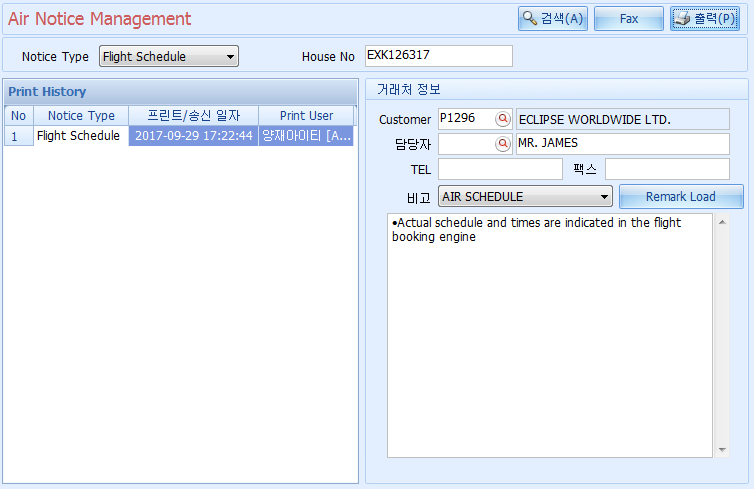 Air Notice Management
검색(A)
Fax
출력(P)
Notice Type
Flight Schedule
House No
EXK126317
Print History
No Notice Type 프린트/송신 일자 Print User
1 Flight Schedule 2017-09-29 17:22:44 양재아이티 [A...
거래처 정보
Customer P1296 ECLIPSE WORLDWIDE LTD.
담당자 MR. JAMES
TEL 팩스
비고 AIR SCHEDULE Remark Load
•Actual schedule and times are indicated in the flight
booking engine